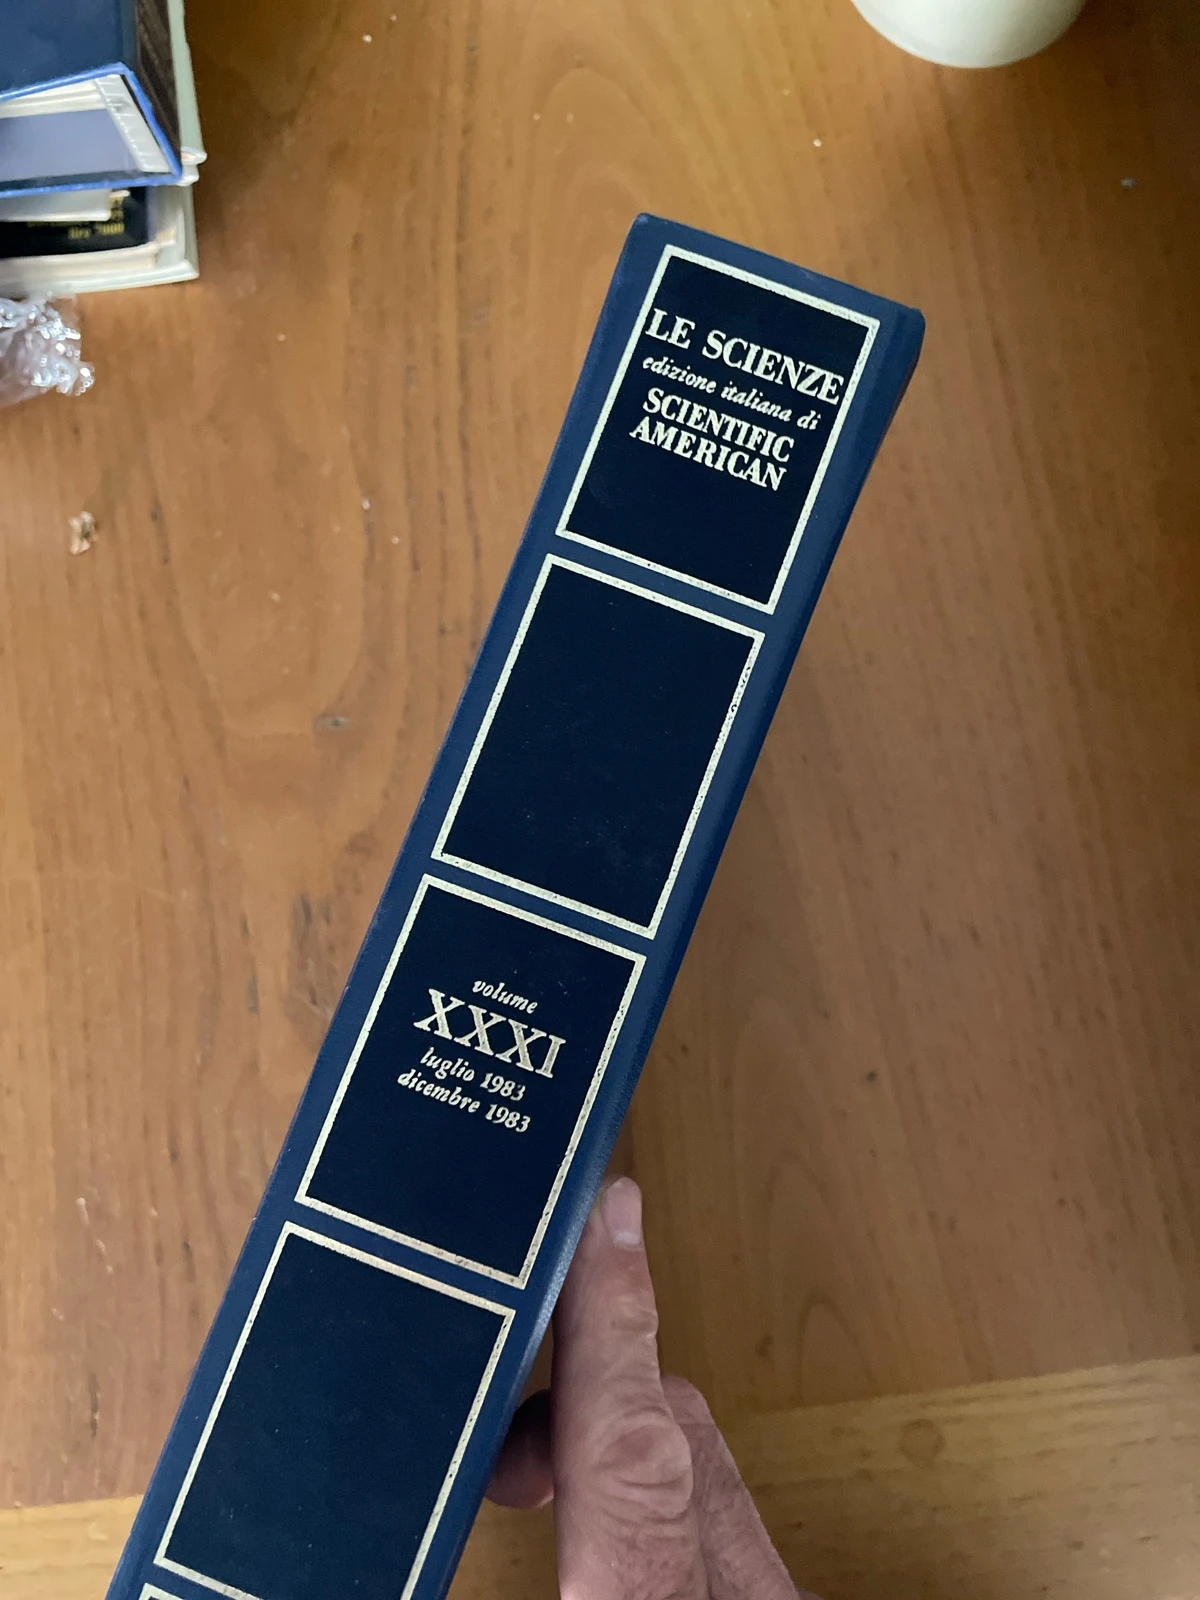 LE SCIENZE
edizione italiana di
SCIENTIFIC
AMERICAN
volume
XXXI
luglio 1983
dicembre 1983